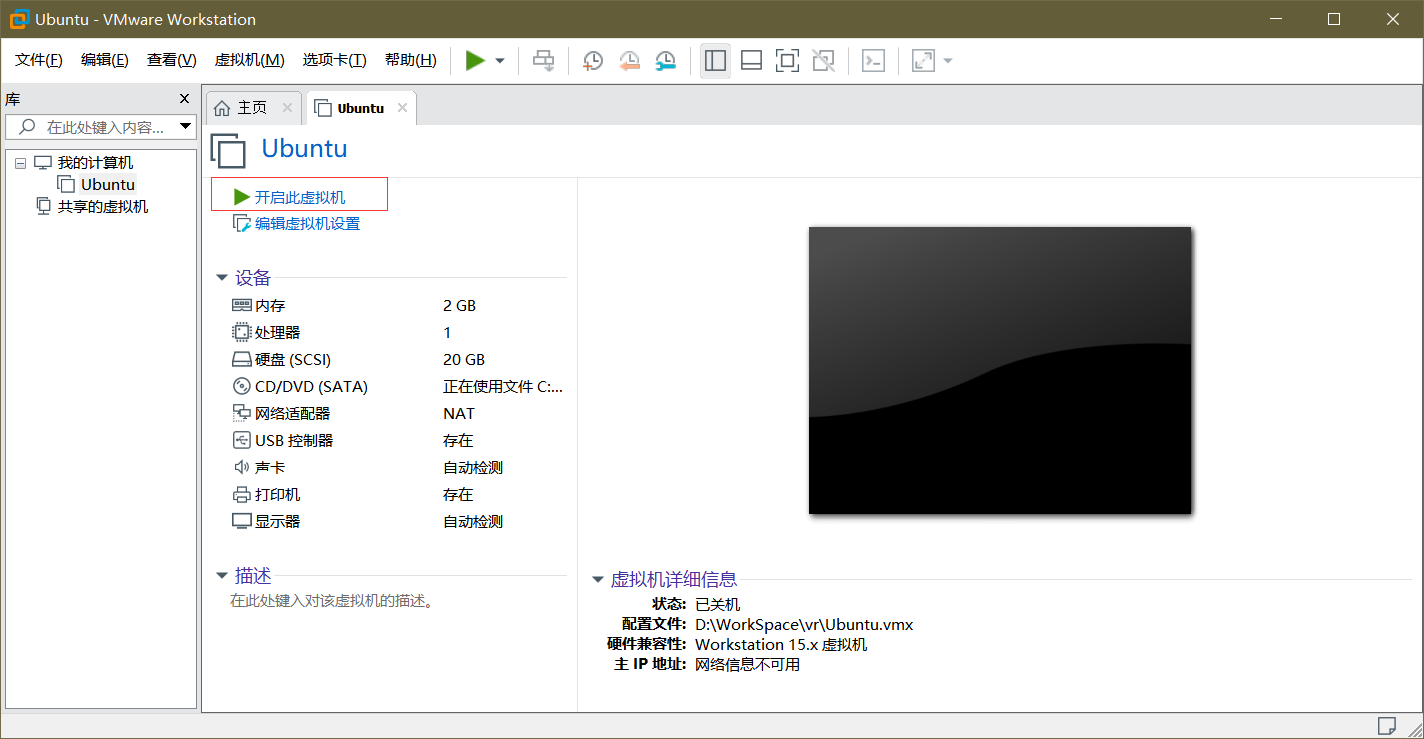 Ubuntu - VMware Workstation
文件(F) 编辑(E) 查看(V) 虚拟机(M) 选项卡(T) 帮助(H)
库
在此处键入内容...
我的计算机
Ubuntu
共享的虚拟机
主页
Ubuntu
Ubuntu
开启此虚拟机
编辑虚拟机设置
设备
内存 2 GB
处理器 1
硬盘 (SCSI) 20 GB
CD/DVD (SATA) 正在使用文件 C:...
网络适配器 NAT
USB 控制器 存在
声卡 自动检测
打印机 存在
显示器 自动检测
描述
在此处键入对该虚拟机的描述。
虚拟机详细信息
状态: 已关机
配置文件: D:\WorkSpace\vr\Ubuntu.vmx
硬件兼容性: Workstation 15.x 虚拟机
主 IP 地址: 网络信息不可用